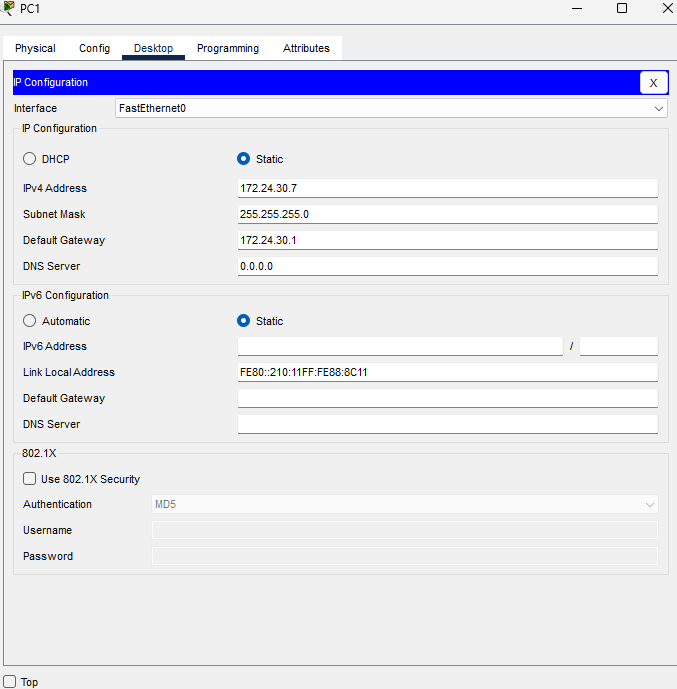 PC1
Physical Config Desktop Programming Attributes
IP Configuration X
Interface FastEthernet0
IP Configuration
DHCP Static
IPv4 Address 172.24.30.7
Subnet Mask 255.255.255.0
Default Gateway 172.24.30.1
DNS Server 0.0.0.0
IPv6 Configuration
Automatic Static
IPv6 Address /
Link Local Address FE80::210:11FF:FE88:8C11
Default Gateway
DNS Server
802.1X
Use 802.1X Security
Authentication MD5
Username
Password
Top